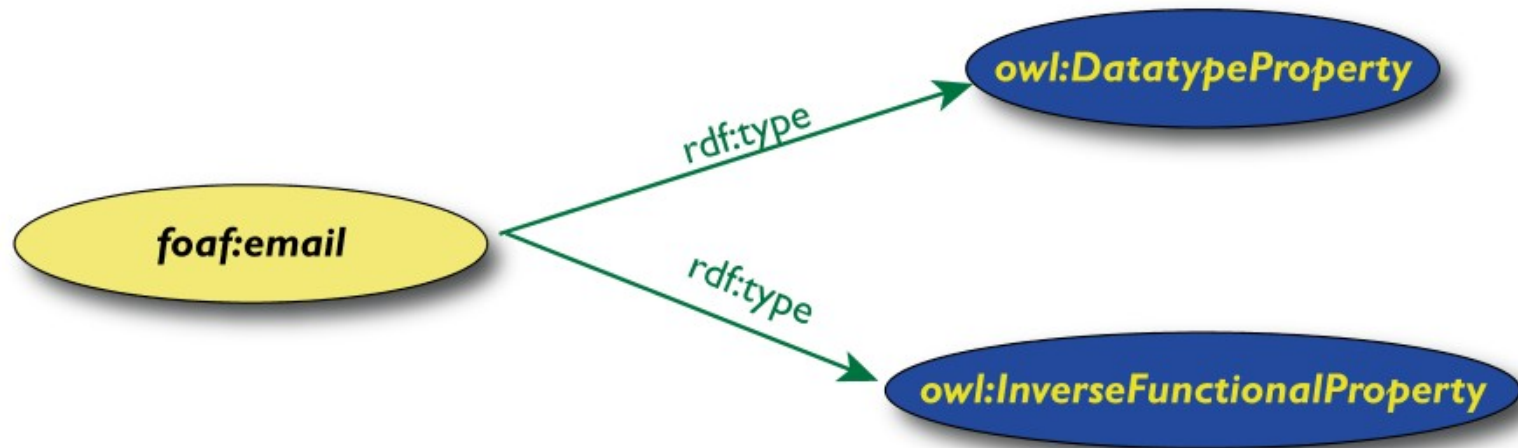 owl:DatatypeProperty
rdf:type
foaf:email
rdf:type
owl:InverseFunctionalProperty